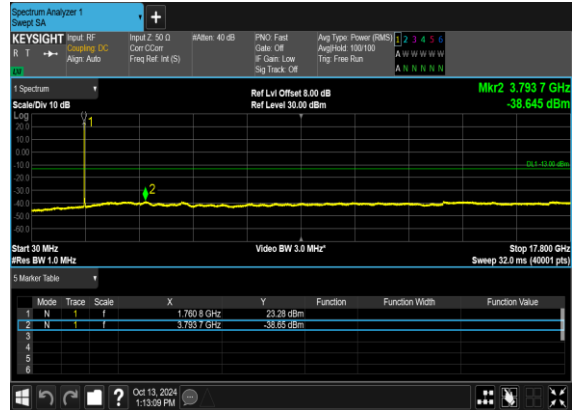 Spectrum Analyzer 1
Swept SA
KEYSIGHT Input: RF Input Z: 50 Ω #Atten: 40 dB PNO: Fast Avg Type: Power (RMS) 1 2 3 4 5 6
R T Coupling: DC Corr CCorr Gate: Off Avg|Hold: 100/100 A W W W W W
Align: Auto Freq Ref: Int (S) IF Gain: Low Trig: Free Run
Sig Track: Off A N N N N N
1 Spectrum Ref Lvl Offset 8.00 dB Mkr2 3.793 7 GHz
Scale/Div 10 dB Ref Level 30.00 dBm -38.645 dBm
Log
1
20.0
10.0
0.00
-10.0 DL1 -13.00 dBm
-20.0
-30.0 2
-40.0
-50.0
-60.0
Start 30 MHz Video BW 3.0 MHz* Stop 17.800 GHz
#Res BW 1.0 MHz Sweep 32.0 ms (40001 pts)
5 Marker Table
Mode Trace Scale X Y Function Function Width Function Value
1 N 1 f 1.760 8 GHz 23.28 dBm
2 N 1 f 3.793 7 GHz -38.65 dBm
3
4
5
6
? Oct 13, 2024
1:13:09 PM